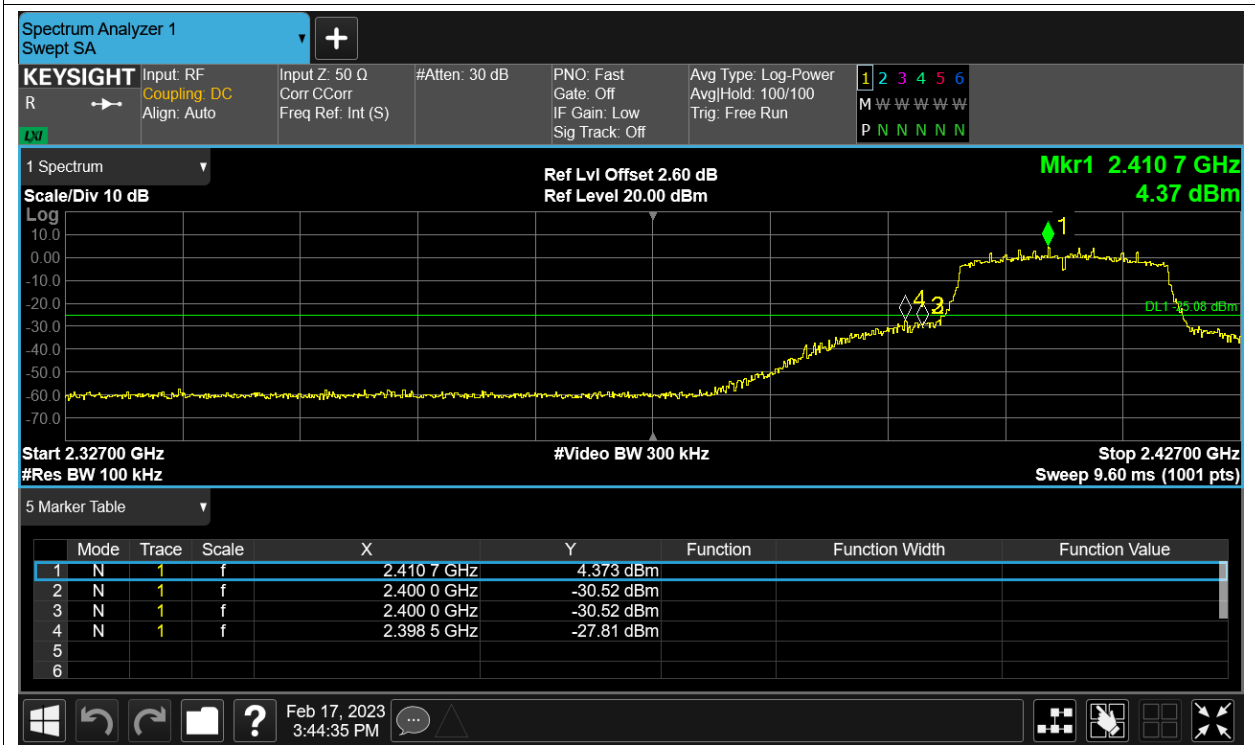 Spectrum Analyzer 1
Swept SA
KEYSIGHT
R
LXI
Input: RF
Coupling: DC
Align: Auto
Input Z: 50 Ω
Corr CCorr
Freq Ref: Int (S)
#Atten: 30 dB
PNO: Fast
Gate: Off
IF Gain: Low
Sig Track: Off
Avg Type: Log-Power
Avg|Hold: 100/100
Trig: Free Run
1 2 3 4 5 6
M W W W W W
P N N N N N
1 Spectrum
Scale/Div 10 dB
Ref Lvl Offset 2.60 dB
Ref Level 20.00 dBm
Mkr1 2.410 7 GHz
4.37 dBm
Log
10.0
0.00
-10.0
-20.0
-30.0
-40.0
-50.0
-60.0
-70.0
1
4
2
DL1 -25.08 dBm
Start 2.32700 GHz
#Video BW 300 kHz
Stop 2.42700 GHz
#Res BW 100 kHz
Sweep 9.60 ms (1001 pts)
5 Marker Table
Mode Trace Scale X Y Function Function Width Function Value
1 N 1 f 2.410 7 GHz 4.373 dBm
2 N 1 f 2.400 0 GHz -30.52 dBm
3 N 1 f 2.400 0 GHz -30.52 dBm
4 N 1 f 2.398 5 GHz -27.81 dBm
5
6
?
Feb 17, 2023
3:44:35 PM